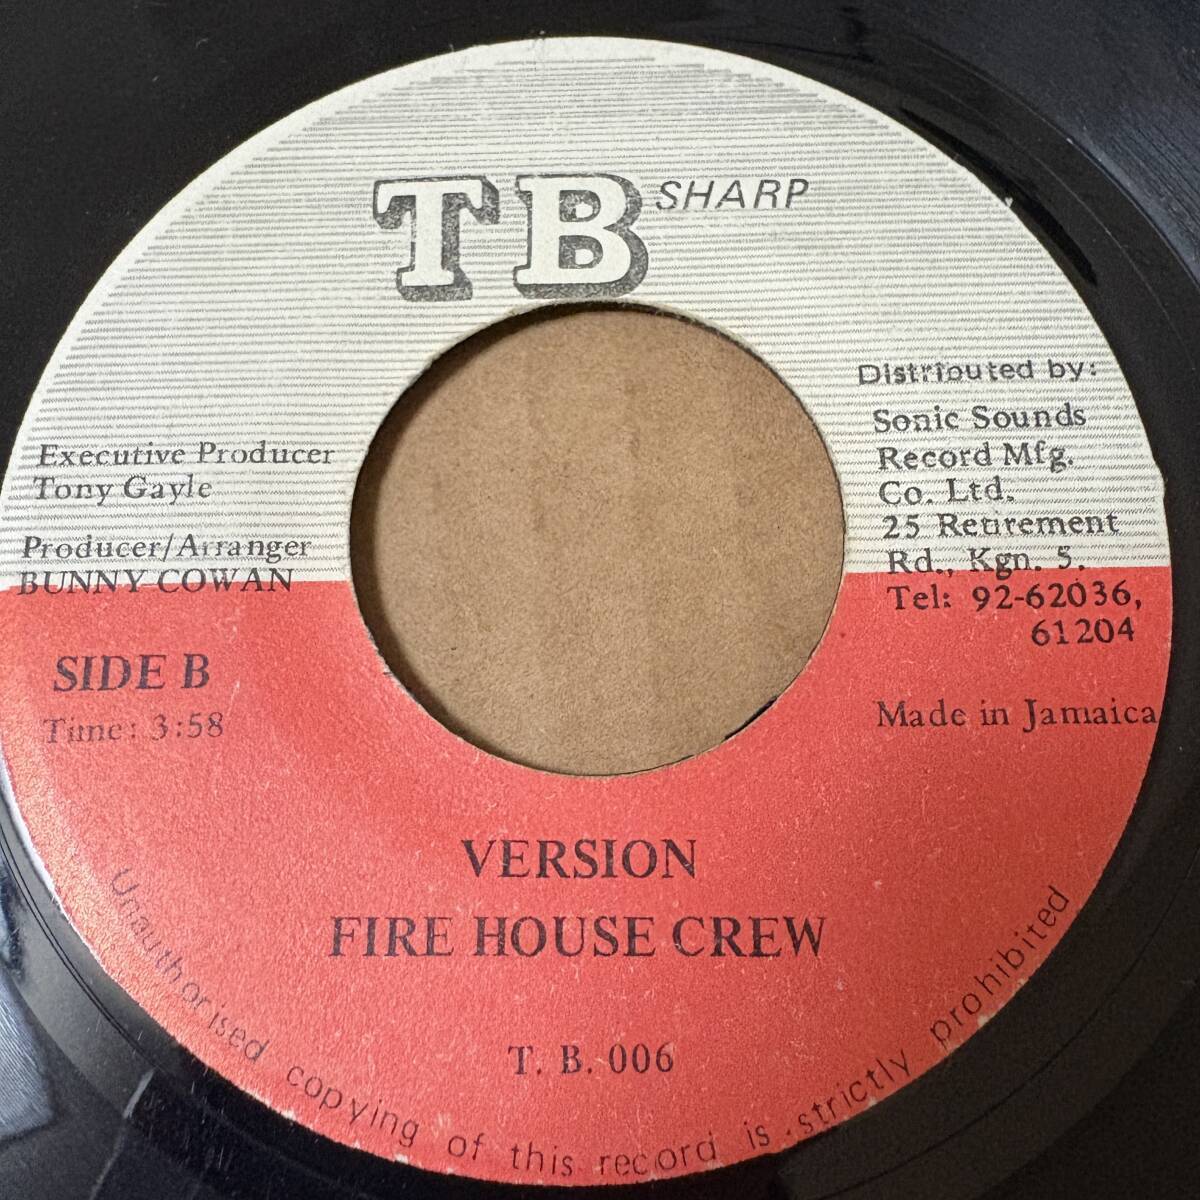 TB SHARP
Executive Producer
Tony Gayle
Producer/Arranger
BUNNY COWAN
SIDE B
Time: 3:58
Distributed by:
Sonic Sounds
Record Mfg.
Co. Ltd.
25 Retirement
Rd., Kgn. 5.
Tel: 92-62036,
61204
Made in Jamaica
VERSION
FIRE HOUSE CREW
T. B. 006
Unauthorised copying of this record is strictly prohibited